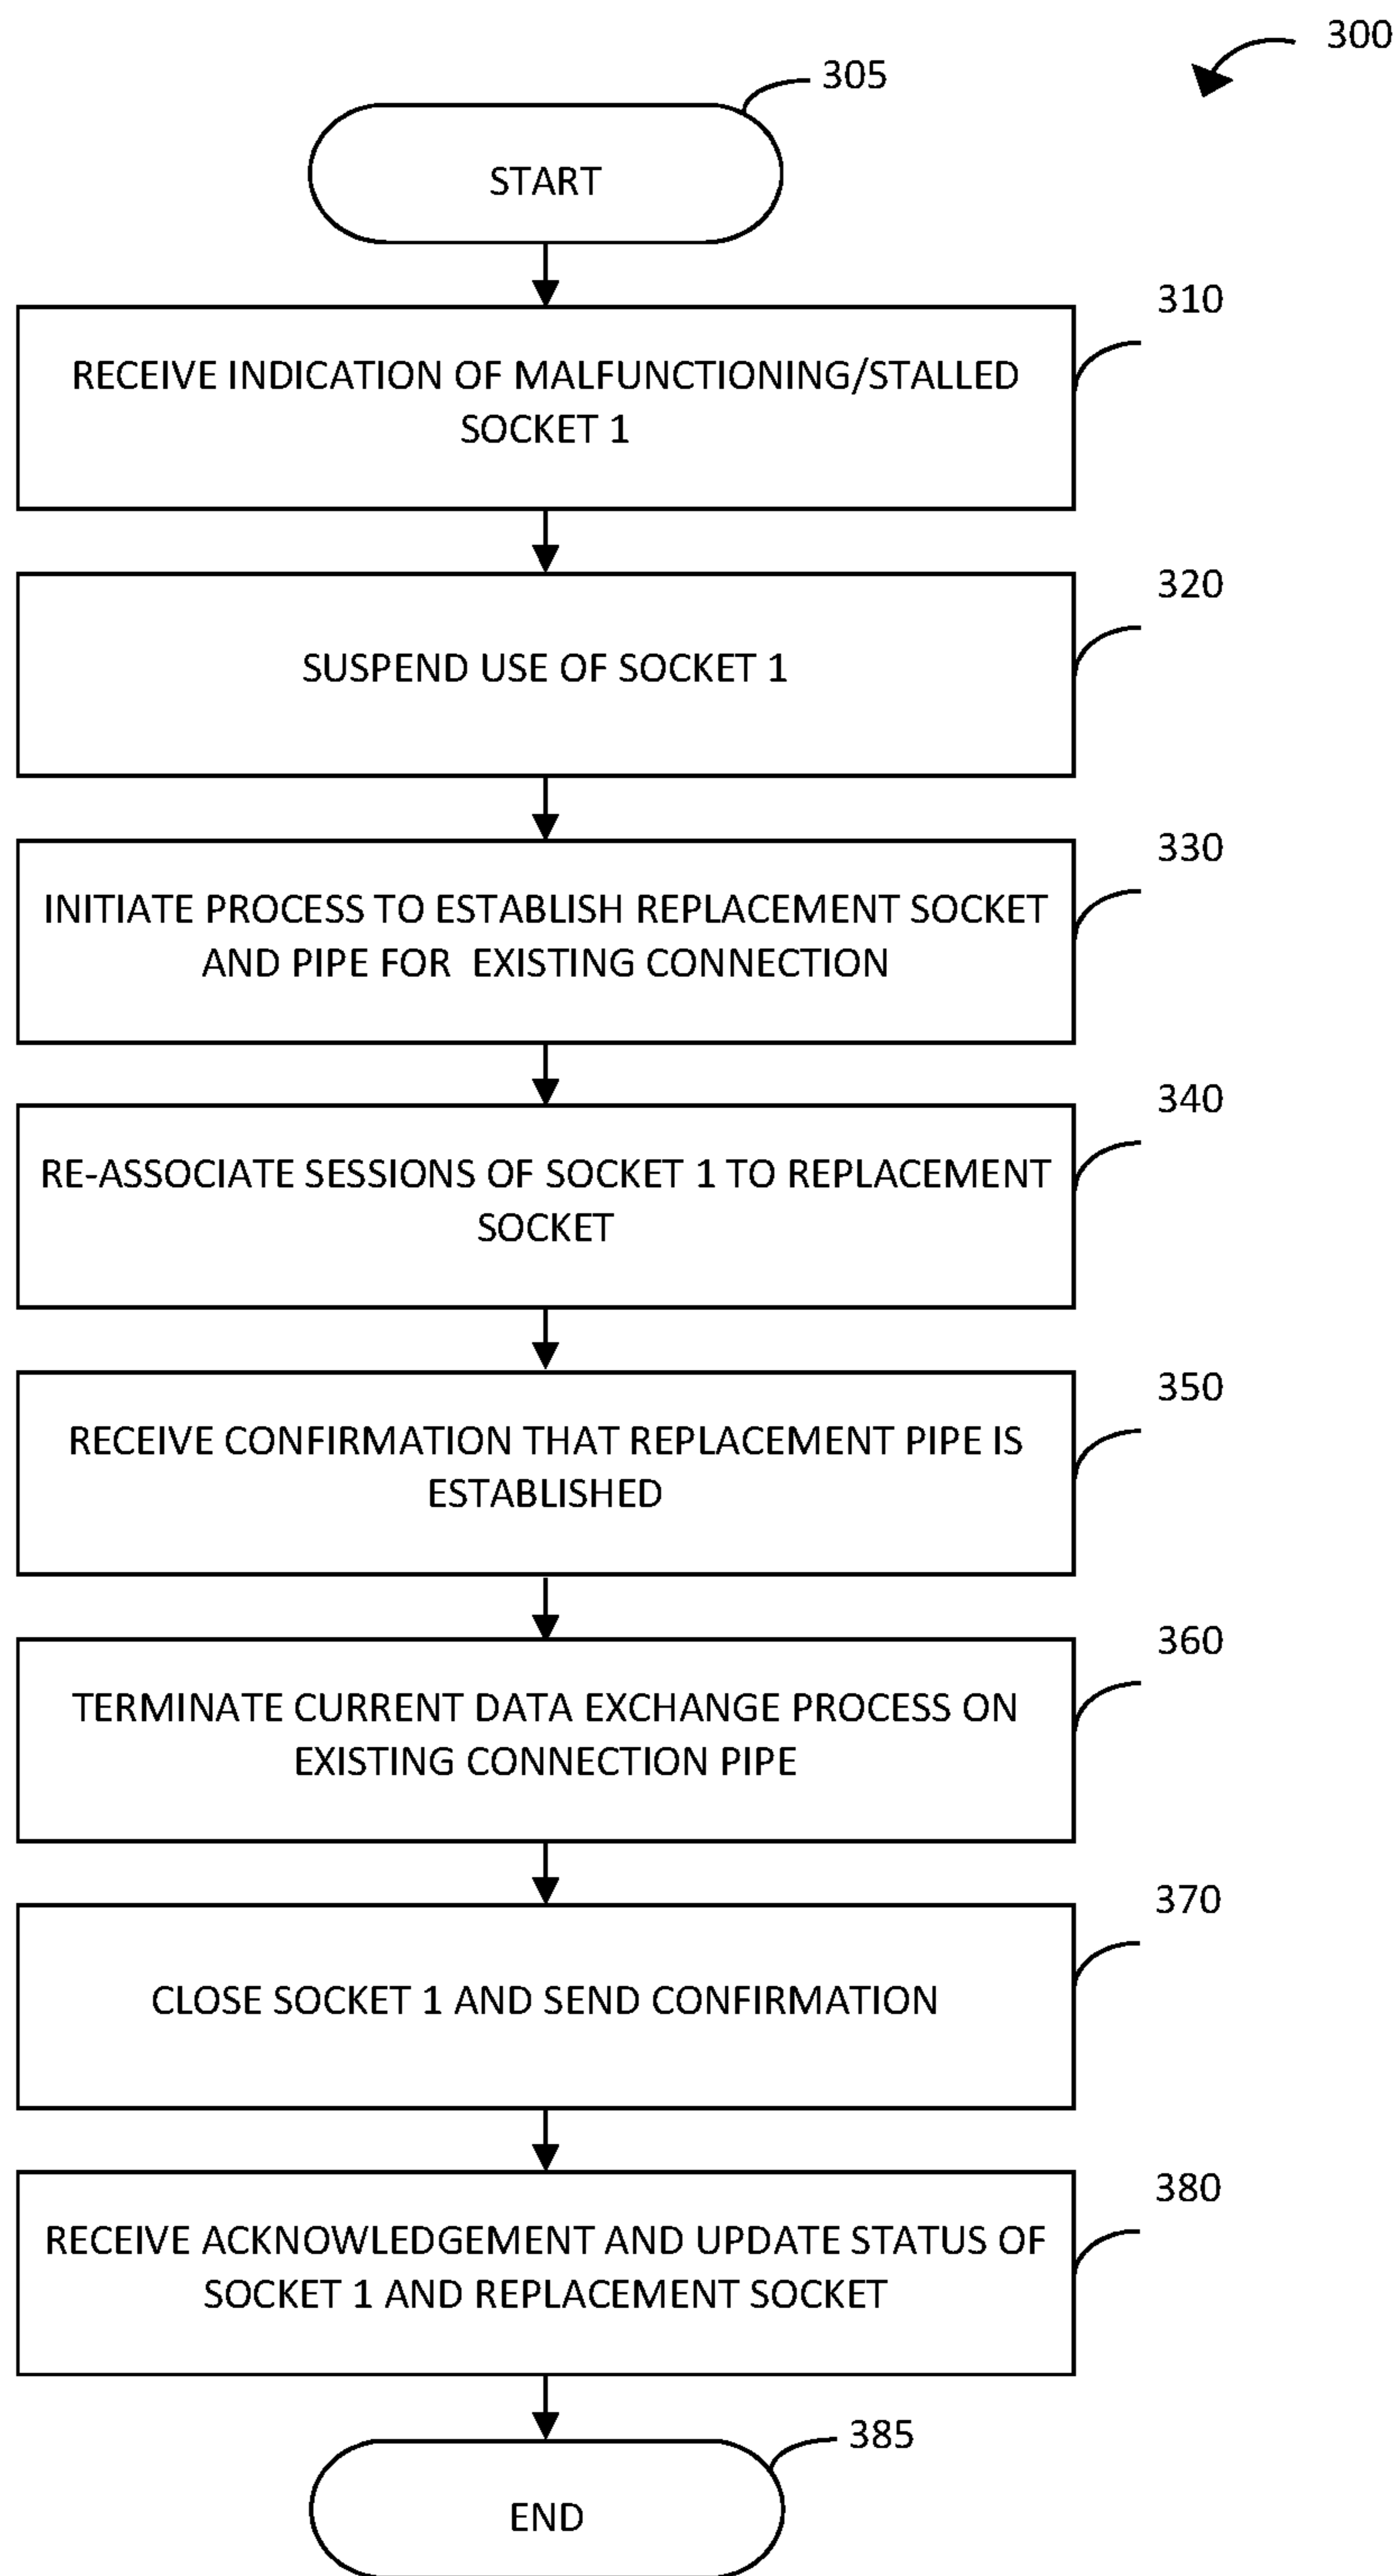 300
305
START
310
RECEIVE INDICATION OF MALFUNCTIONING/STALLED
SOCKET 1
320
SUSPEND USE OF SOCKET 1
330
INITIATE PROCESS TO ESTABLISH REPLACEMENT SOCKET
AND PIPE FOR EXISTING CONNECTION
340
RE-ASSOCIATE SESSIONS OF SOCKET 1 TO REPLACEMENT
SOCKET
350
RECEIVE CONFIRMATION THAT REPLACEMENT PIPE IS
ESTABLISHED
360
TERMINATE CURRENT DATA EXCHANGE PROCESS ON
EXISTING CONNECTION PIPE
370
CLOSE SOCKET 1 AND SEND CONFIRMATION
380
RECEIVE ACKNOWLEDGEMENT AND UPDATE STATUS OF
SOCKET 1 AND REPLACEMENT SOCKET
385
END